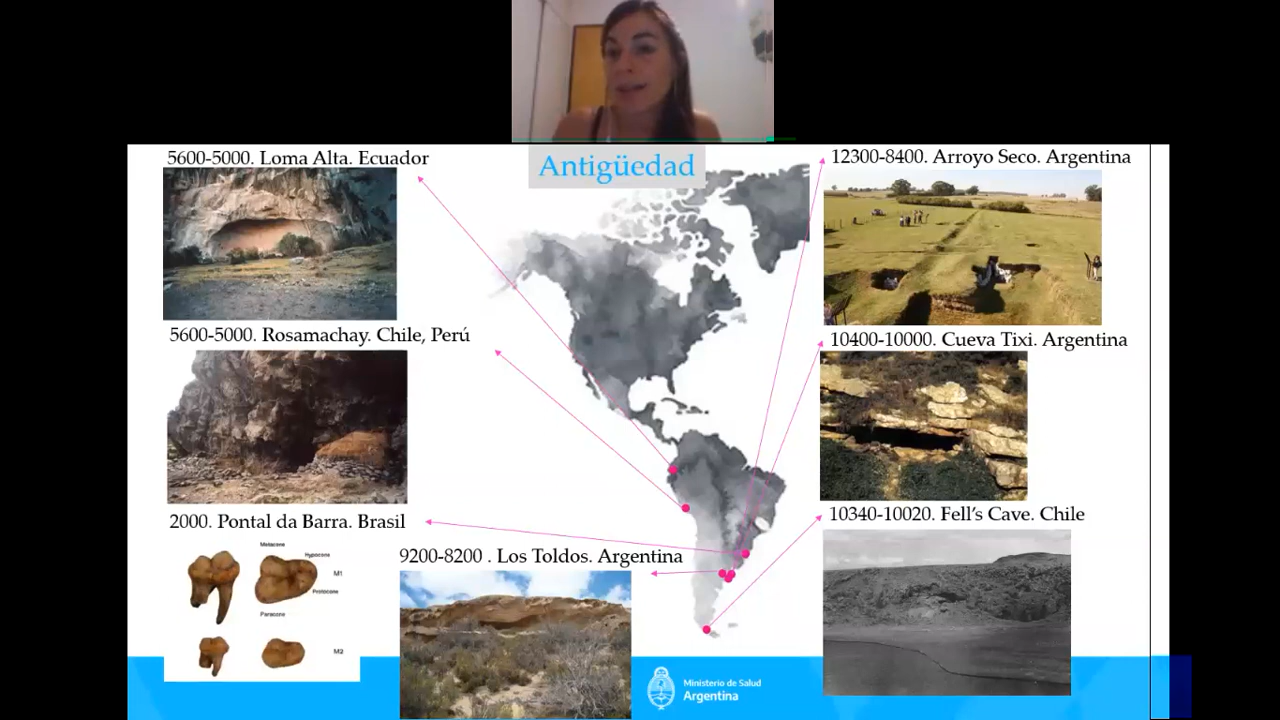 Antigüedad
5600-5000. Loma Alta. Ecuador
12300-8400. Arroyo Seco. Argentina
5600-5000. Rosamachay. Chile, Perú
10400-10000. Cueva Tixi. Argentina
2000. Pontal da Barra. Brasil
10340-10020. Fell's Cave. Chile
9200-8200 . Los Toldos. Argentina
Metacone
Hypocone
M1
Protocone
Paracone
M2
Ministerio de Salud
Argentina